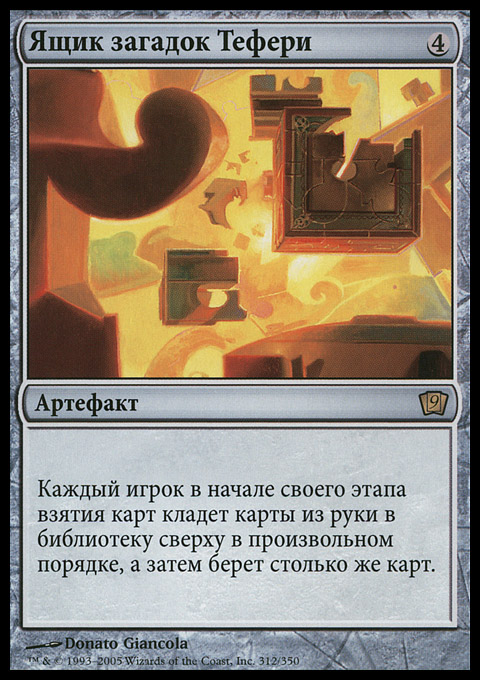 Ящик загадок Тефери
4
Артефакт
9
Каждый игрок в начале своего этапа
взятия карт кладет карты из руки в
библиотеку сверху в произвольном
порядке, а затем берет столько же карт.
Donato Giancola
™ & © 1993–2005 Wizards of the Coast, Inc. 312/350